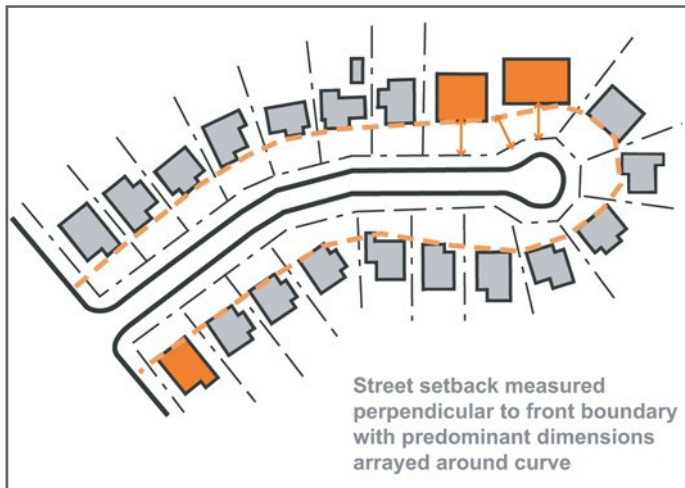 Street setback measured
perpendicular to front boundary
with predominant dimensions
arrayed around curve